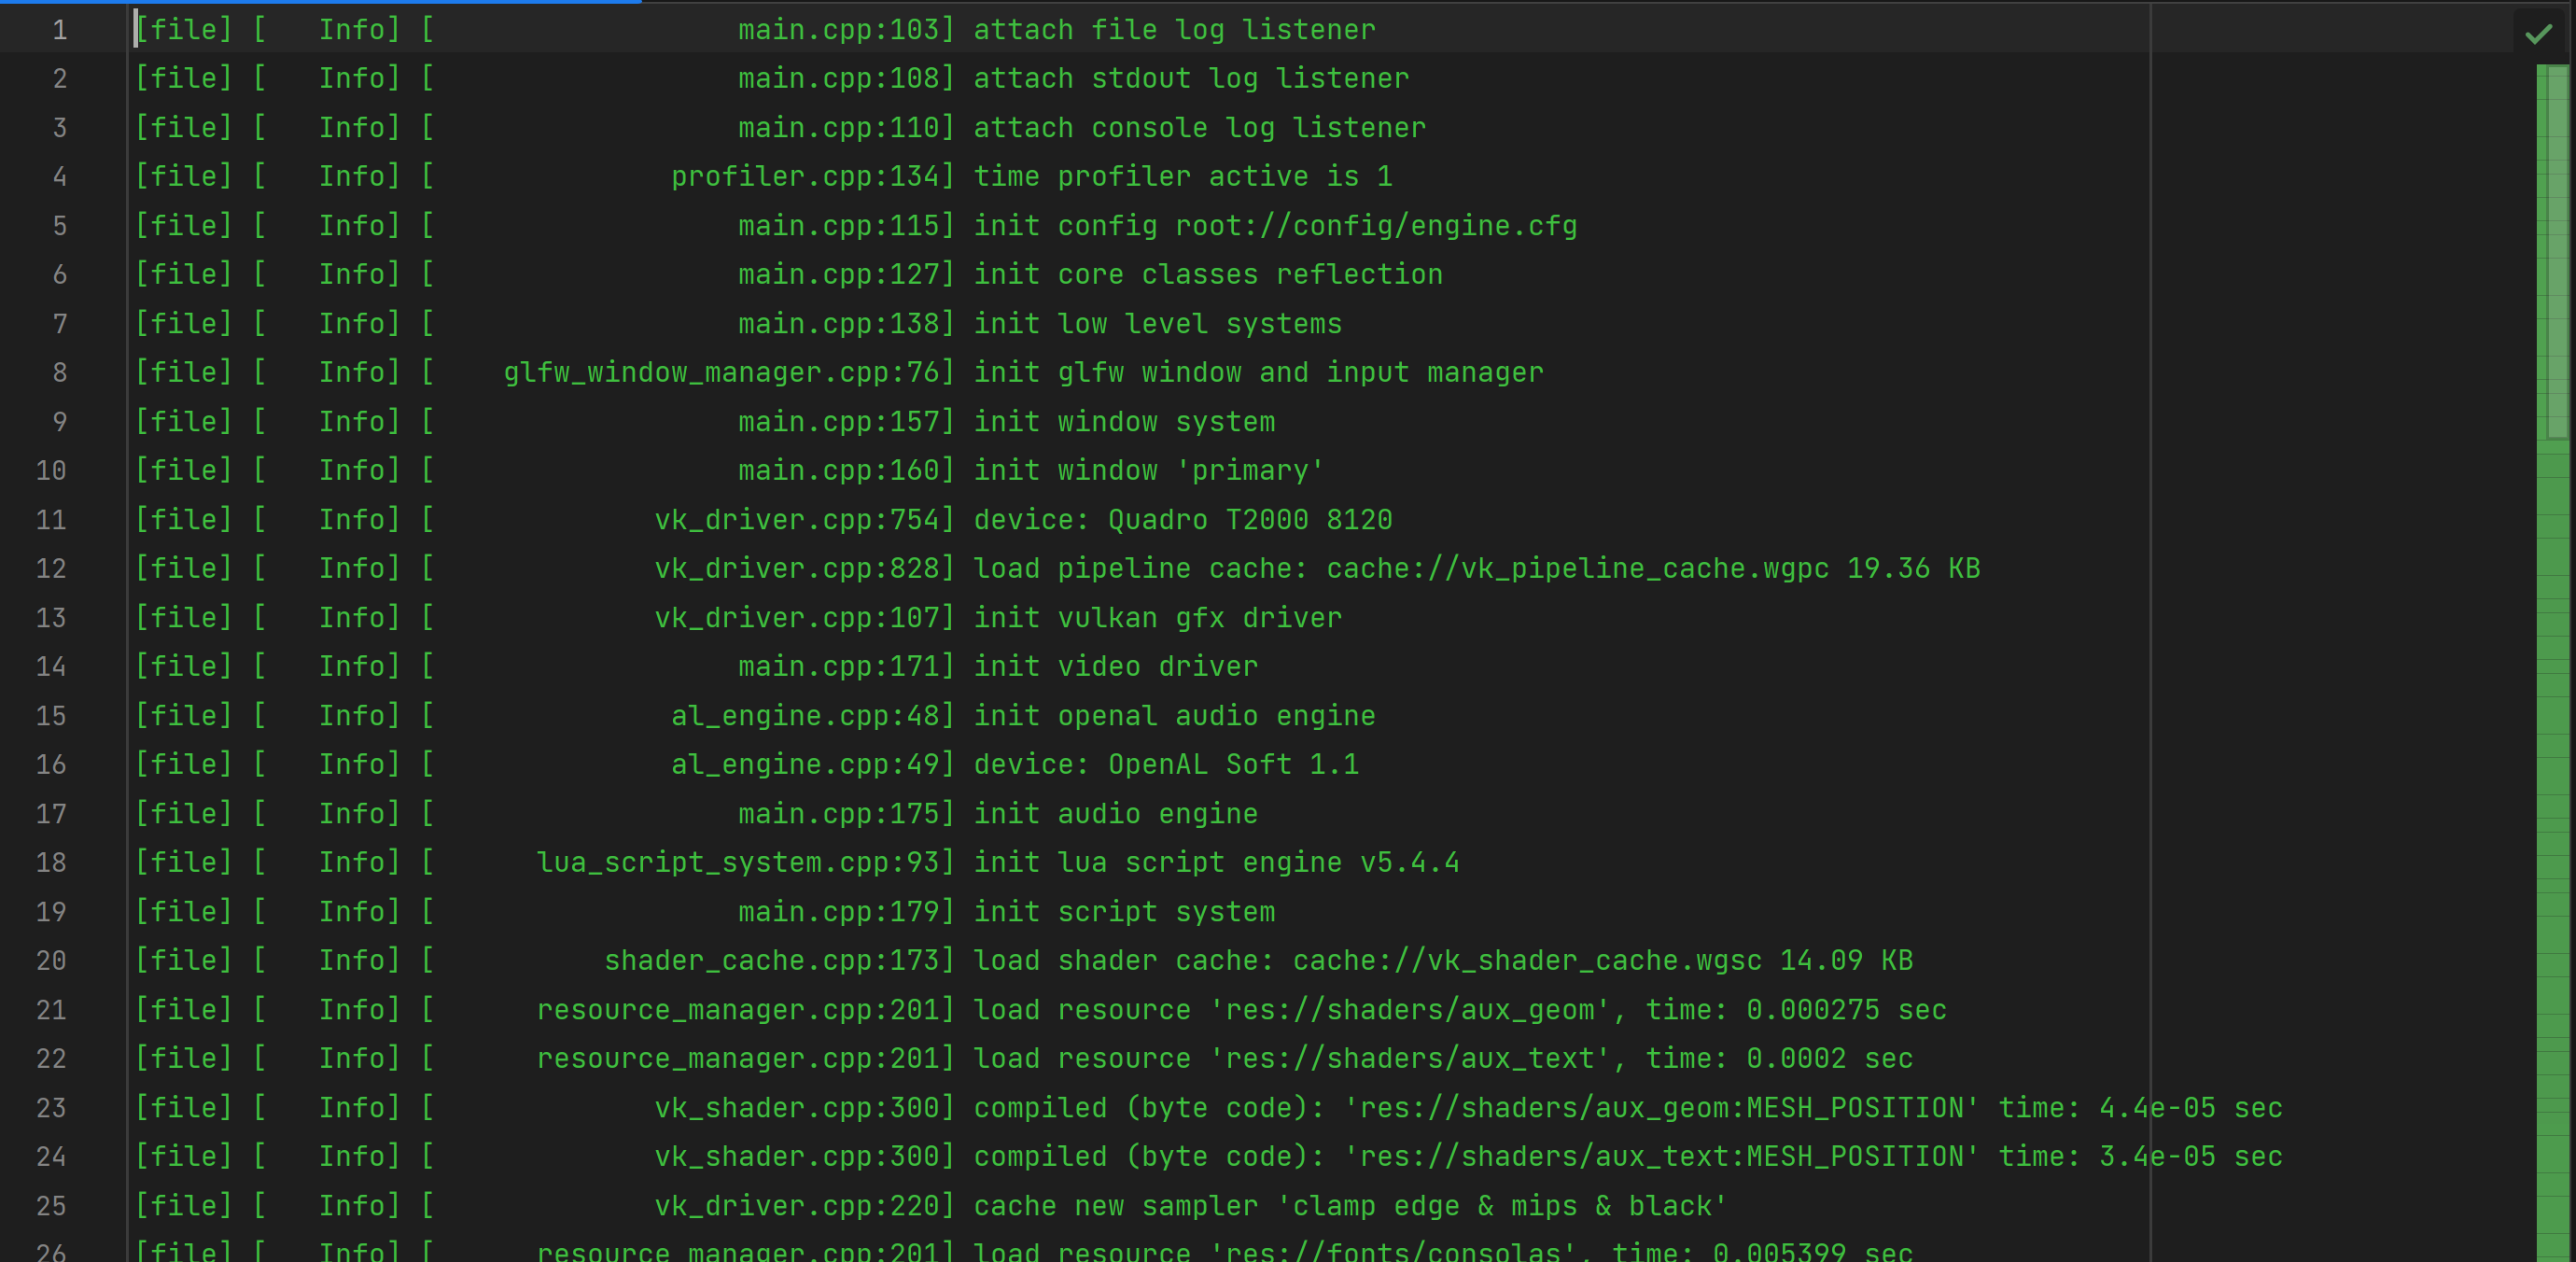 1 [file] [   Info] [                  main.cpp:103] attach file log listener
2 [file] [   Info] [                  main.cpp:108] attach stdout log listener
3 [file] [   Info] [                  main.cpp:110] attach console log listener
4 [file] [   Info] [              profiler.cpp:134] time profiler active is 1
5 [file] [   Info] [                  main.cpp:115] init config root://config/engine.cfg
6 [file] [   Info] [                  main.cpp:127] init core classes reflection
7 [file] [   Info] [                  main.cpp:138] init low level systems
8 [file] [   Info] [    glfw_window_manager.cpp:76] init glfw window and input manager
9 [file] [   Info] [                  main.cpp:157] init window system
10 [file] [   Info] [                  main.cpp:160] init window 'primary'
11 [file] [   Info] [             vk_driver.cpp:754] device: Quadro T2000 8120
12 [file] [   Info] [             vk_driver.cpp:828] load pipeline cache: cache://vk_pipeline_cache.wgpc 19.36 KB
13 [file] [   Info] [             vk_driver.cpp:107] init vulkan gfx driver
14 [file] [   Info] [                  main.cpp:171] init video driver
15 [file] [   Info] [              al_engine.cpp:48] init openal audio engine
16 [file] [   Info] [              al_engine.cpp:49] device: OpenAL Soft 1.1
17 [file] [   Info] [                  main.cpp:175] init audio engine
18 [file] [   Info] [      lua_script_system.cpp:93] init lua script engine v5.4.4
19 [file] [   Info] [                  main.cpp:179] init script system
20 [file] [   Info] [          shader_cache.cpp:173] load shader cache: cache://vk_shader_cache.wgsc 14.09 KB
21 [file] [   Info] [      resource_manager.cpp:201] load resource 'res://shaders/aux_geom', time: 0.000275 sec
22 [file] [   Info] [      resource_manager.cpp:201] load resource 'res://shaders/aux_text', time: 0.0002 sec
23 [file] [   Info] [             vk_shader.cpp:300] compiled (byte code): 'res://shaders/aux_geom:MESH_POSITION' time: 4.4e-05 sec
24 [file] [   Info] [             vk_shader.cpp:300] compiled (byte code): 'res://shaders/aux_text:MESH_POSITION' time: 3.4e-05 sec
25 [file] [   Info] [             vk_driver.cpp:220] cache new sampler 'clamp edge & mips & black'
26 [file] [   Info] [      resource_manager.cpp:201] load resource 'res://fonts/consolas', time: 0.005399 sec